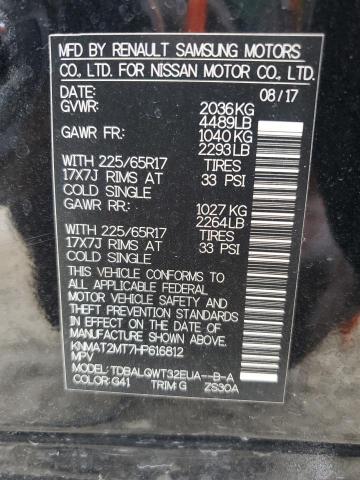 MFD BY RENAULT SAMSUNG MOTORS
CO., LTD. FOR NISSAN MOTOR CO., LTD.
DATE: 08/17
GVWR: 2036KG
4489LB
GAWR FR: 1040KG
2293LB
WITH 225/65R17 TIRES
17X7J RIMS AT 33 PSI
COLD SINGLE
GAWR RR: 1027KG
2264LB
WITH 225/65R17 TIRES
17X7J RIMS AT 33 PSI
COLD SINGLE
THIS VEHICLE CONFORMS TO
ALL APPLICABLE FEDERAL
MOTOR VEHICLE SAFETY, BUMPER,
AND THEFT PREVENTION STANDARDS
IN EFFECT ON THE DATE OF
MANUFACTURE SHOWN ABOVE.
KNMAT2MT7HP616812
MPV
MODEL: TDBALQWT32EUA--B-A
COLOR: G41 TRIM: G ZS30A